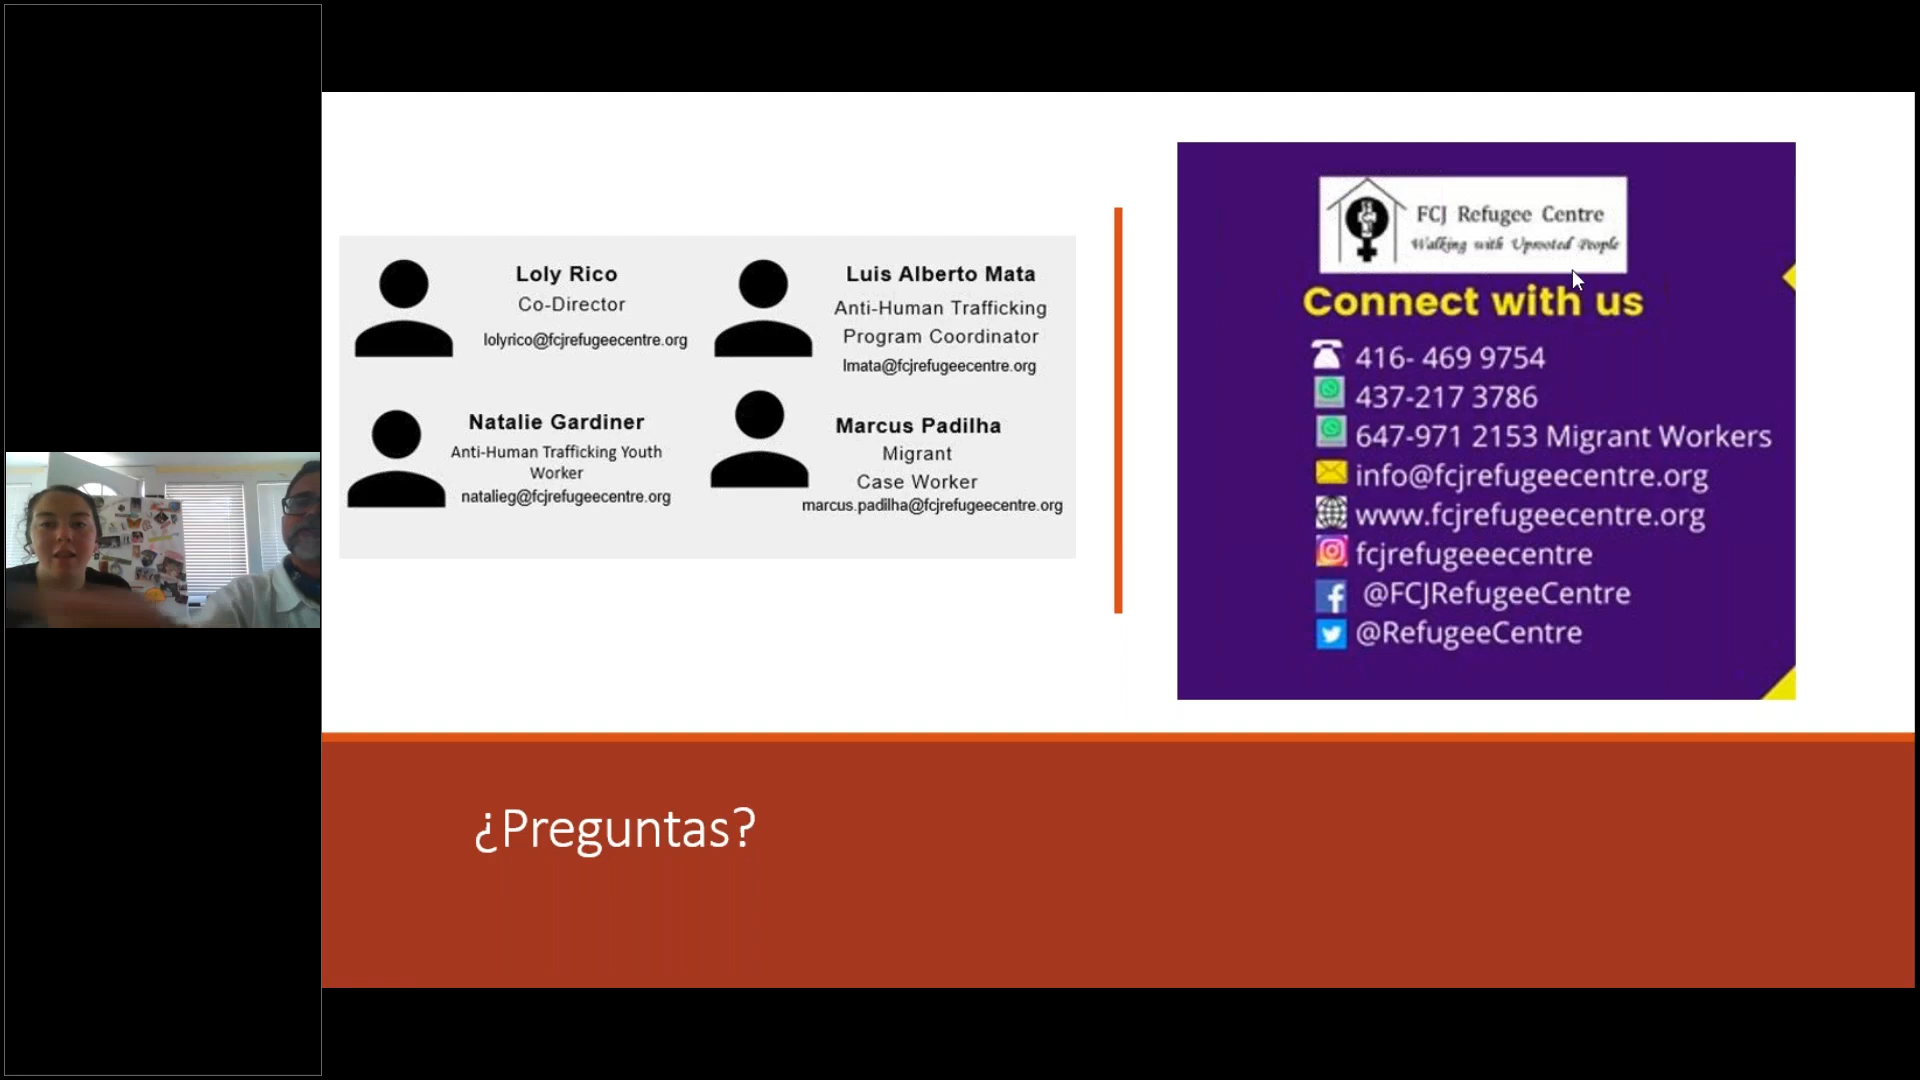 Loly Rico
Co-Director
lolyrico@fcjrefugeecentre.org
Luis Alberto Mata
Anti-Human Trafficking
Program Coordinator
lmata@fcjrefugeecentre.org
Natalie Gardiner
Anti-Human Trafficking Youth
Worker
natalieg@fcjrefugeecentre.org
Marcus Padilha
Migrant
Case Worker
marcus.padilha@fcjrefugeecentre.org
FCJ Refugee Centre
Walking with Uprooted People
Connect with us
416- 469 9754
437-217 3786
647-971 2153 Migrant Workers
info@fcjrefugeecentre.org
www.fcjrefugeecentre.org
fcjrefugeeecentre
@FCJRefugeeCentre
@RefugeeCentre
¿Preguntas?